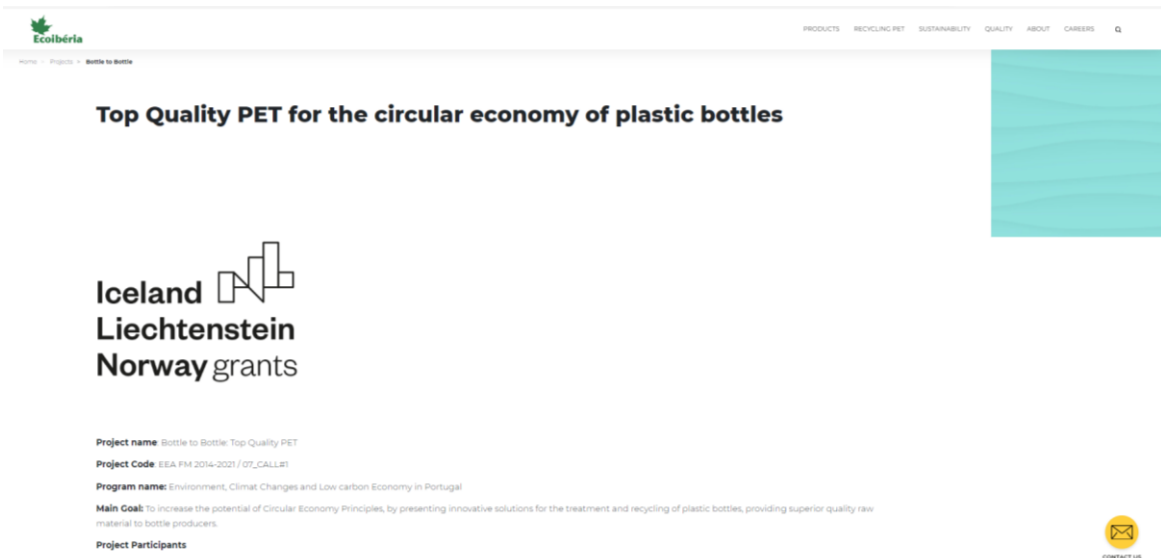 Ecoibéria
PRODUCTS RECYCLING PET SUSTAINABILITY QUALITY ABOUT CAREERS
Home > Projects > Bottle to Bottle
Top Quality PET for the circular economy of plastic bottles
Iceland
Liechtenstein
Norway grants
Project name: Bottle to Bottle: Top Quality PET
Project Code: EEA FM 2014-2021 / 07_CALL#1
Program name: Environment, Climat Changes and Low carbon Economy in Portugal
Main Goal: To increase the potential of Circular Economy Principles, by presenting innovative solutions for the treatment and recycling of plastic bottles, providing superior quality raw
material to bottle producers.
Project Participants
CONTACT US